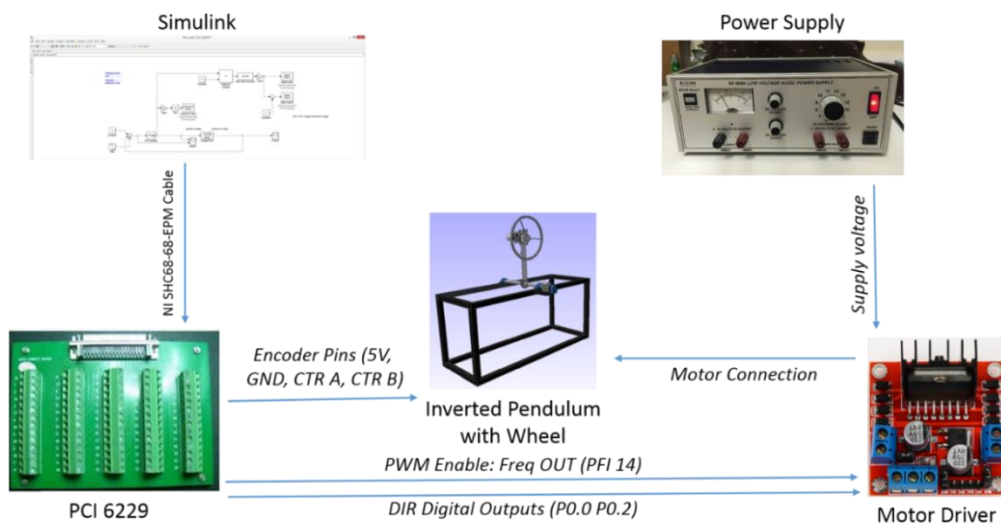 Simulink
Power Supply
NI SHC68-68-EPM Cable
Supply voltage
Encoder Pins (5V,
GND, CTR A, CTR B)
Motor Connection
Inverted Pendulum
with Wheel
PWM Enable: Freq OUT (PFI 14)
DIR Digital Outputs (P0.0 P0.2)
PCI 6229
Motor Driver